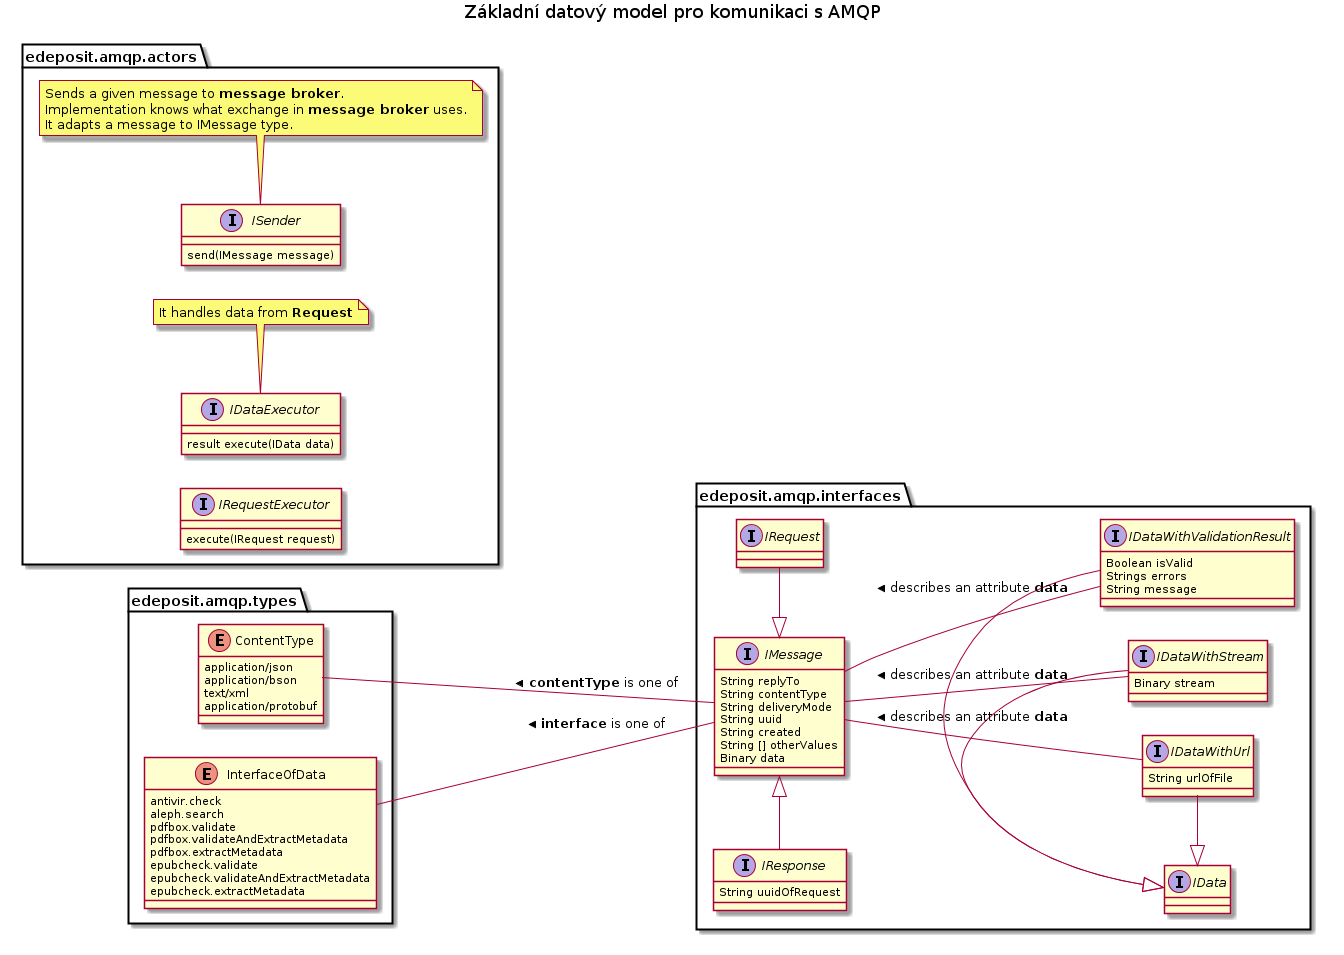 Základní datový model pro komunikaci s AMQP
edeposit.amqp.actors
Sends a given message to message broker.
Implementation knows what exchange in message broker uses.
It adapts a message to IMessage type.
I ISender
send(IMessage message)
It handles data from Request
I IDataExecutor
result execute(IData data)
I IRequestExecutor
execute(IRequest request)
edeposit.amqp.types
E ContentType
application/json
application/bson
text/xml
application/protobuf
E InterfaceOfData
antivir.check
aleph.search
pdfbox.validate
pdfbox.validateAndExtractMetadata
pdfbox.extractMetadata
epubcheck.validate
epubcheck.validateAndExtractMetadata
epubcheck.extractMetadata
contentType is one of
interface is one of
edeposit.amqp.interfaces
I IRequest
I IMessage
String replyTo
String contentType
String deliveryMode
String uuid
String created
String [] otherValues
Binary data
I IResponse
String uuidOfRequest
describes an attribute data
describes an attribute data
describes an attribute data
I IDataWithValidationResult
Boolean isValid
Strings errors
String message
I IDataWithStream
Binary stream
I IDataWithUrl
String urlOfFile
I IData